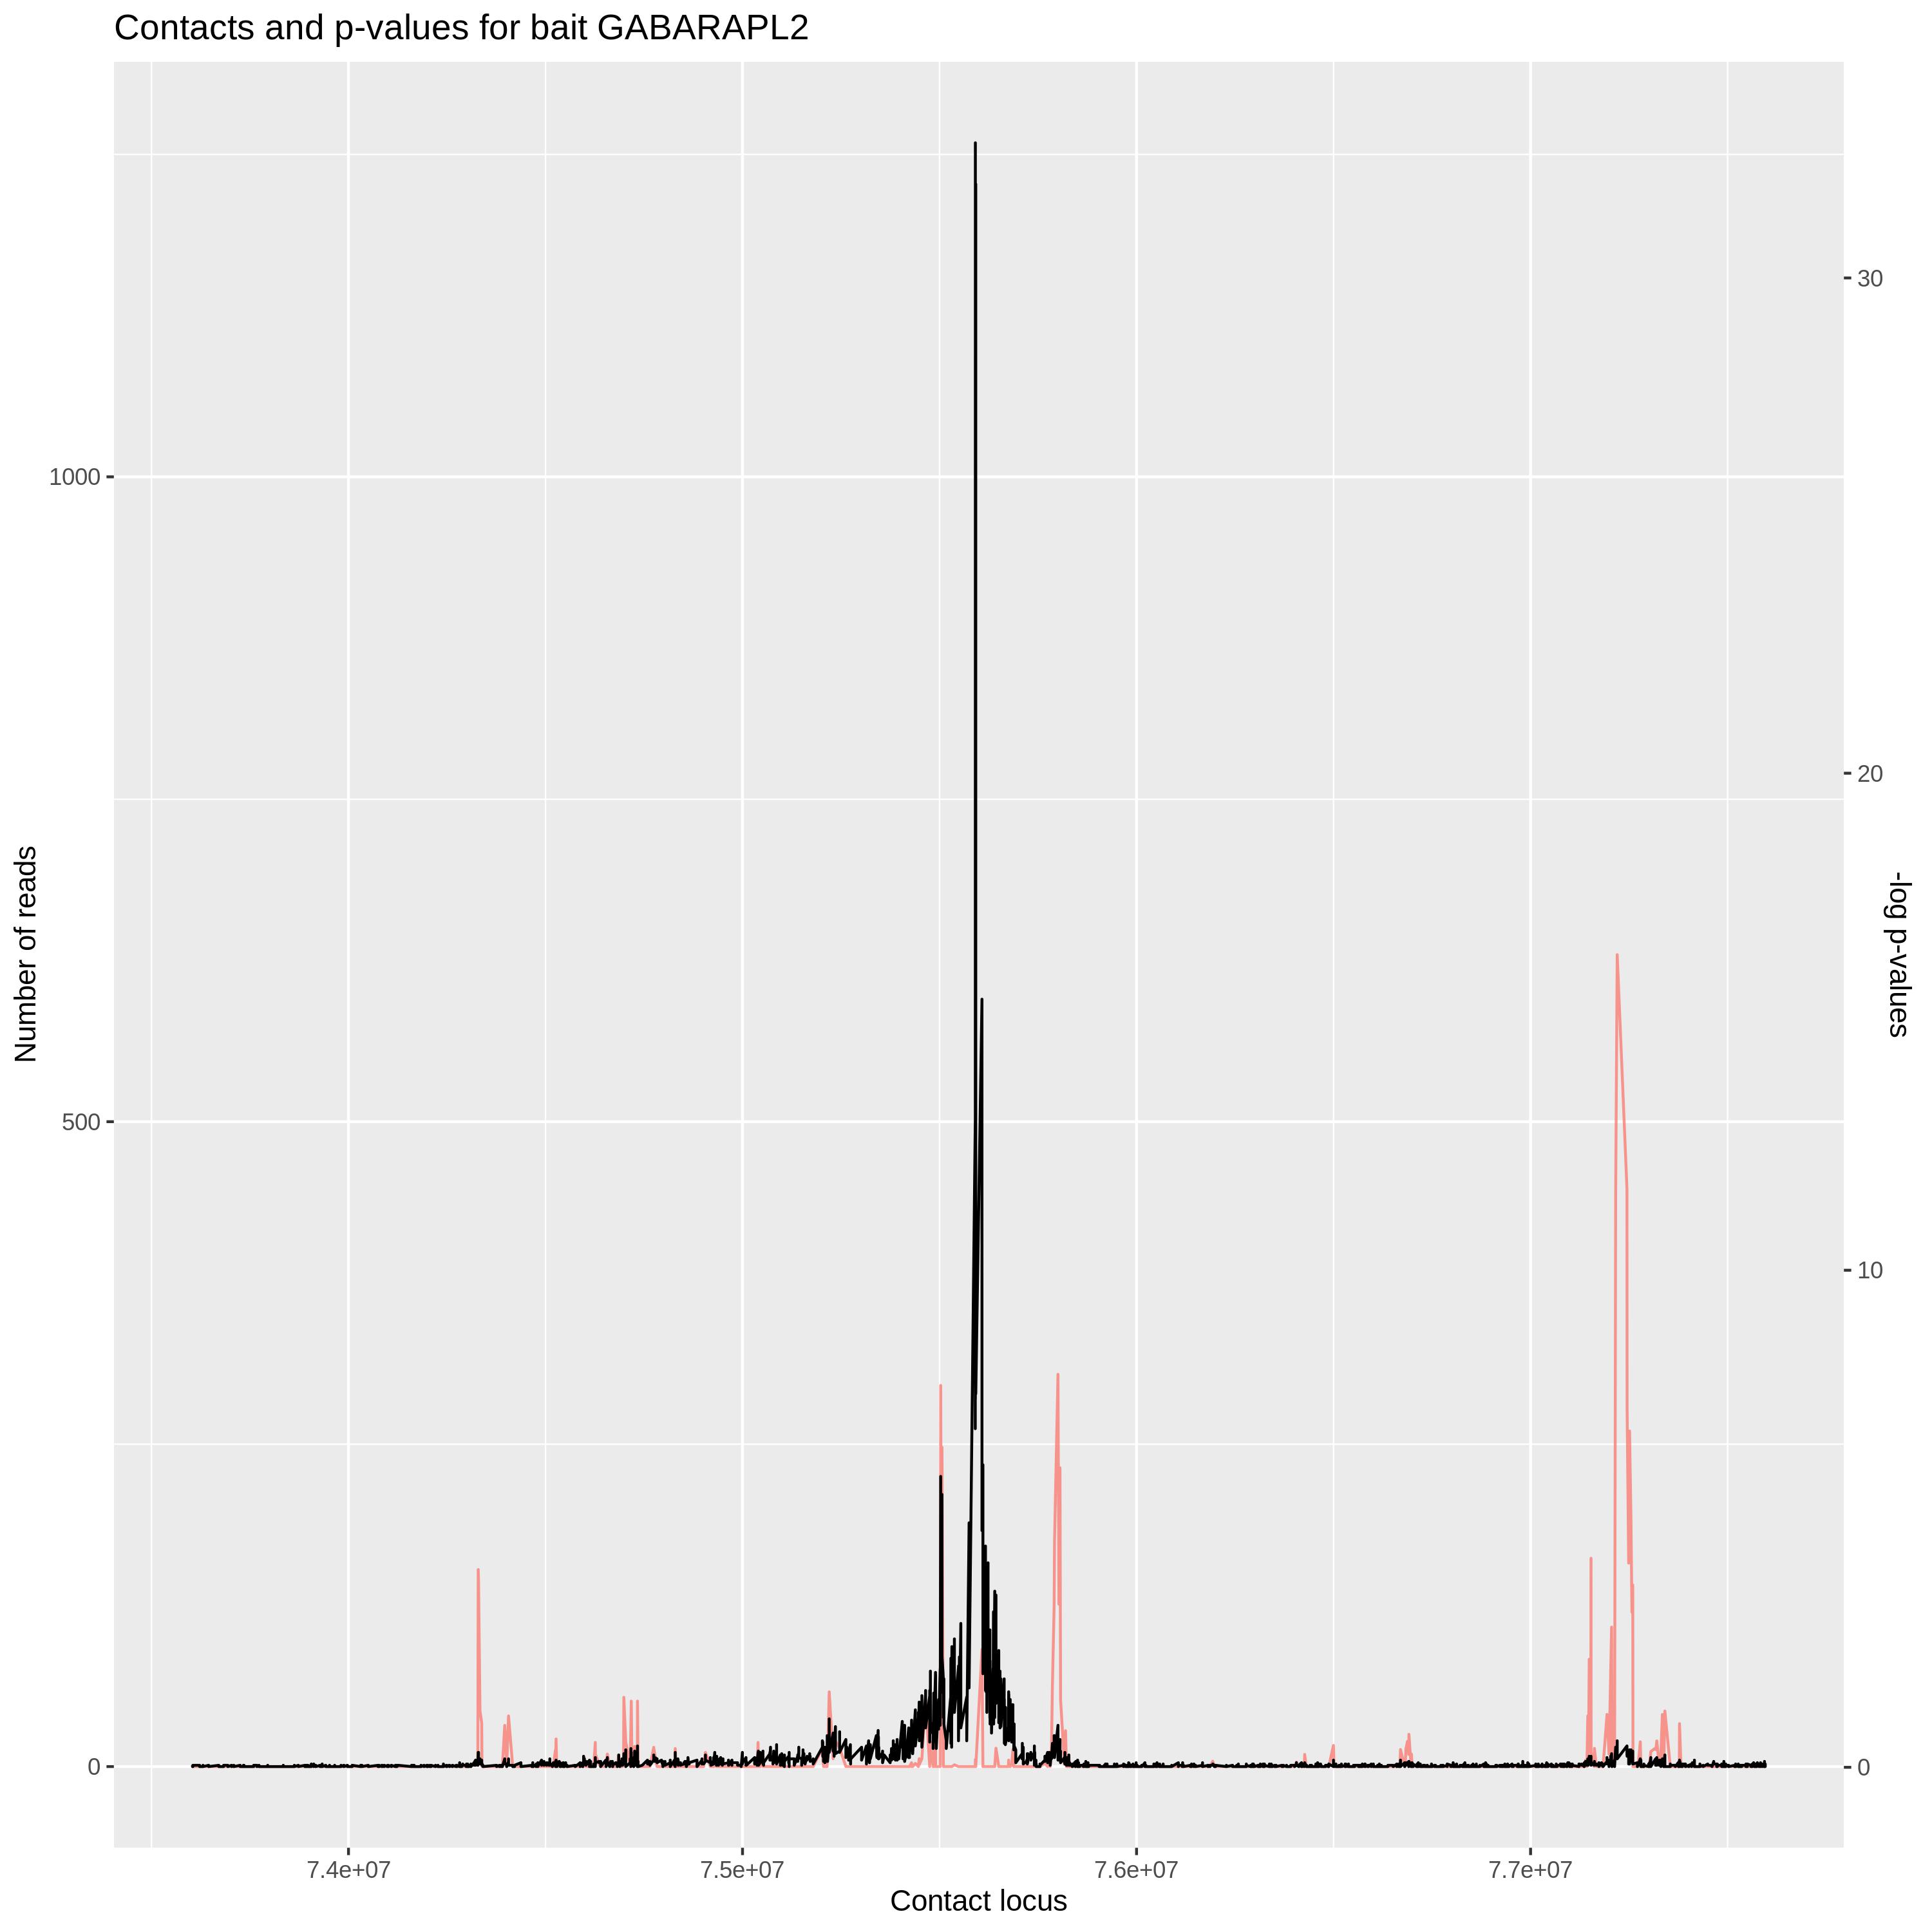 Contacts and p-values for bait GABARAPL2
Number of reads
1000
500
0
30
20
10
0
-log p-values
7.4e+07
7.5e+07
7.6e+07
7.7e+07
Contact locus